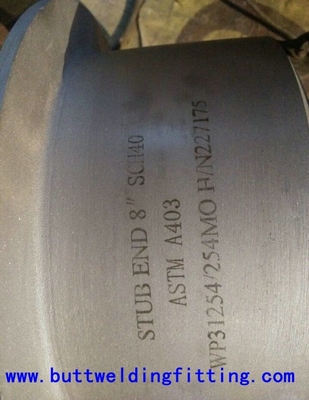 STUB END 8" SCH40
ASTM A403
WP31254/254MO H/N227175
www.buttweldingfitting.com